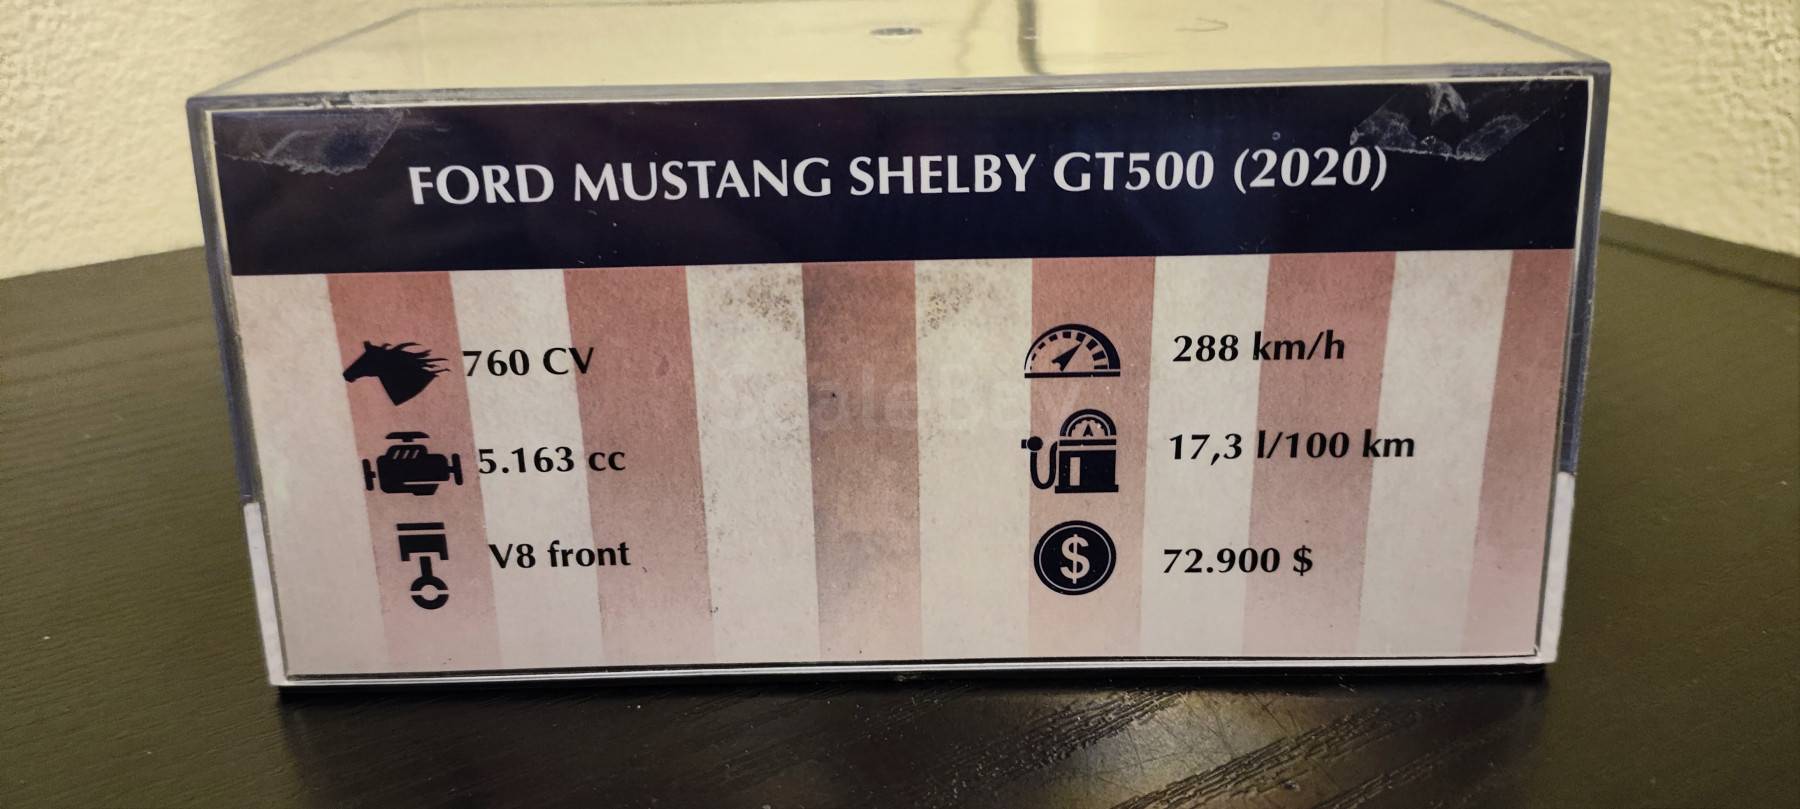 FORD MUSTANG SHELBY GT500 (2020)
760 CV
5.163 cc
V8 front
288 km/h
17,3 l/100 km
$
72.900 $
ScaleBay